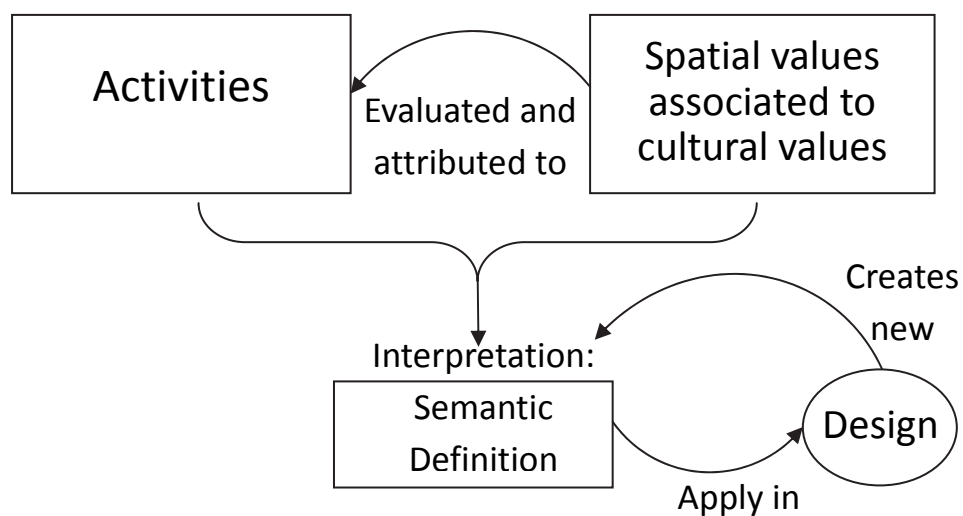 Activities
Evaluated and
attributed to
Spatial values
associated to
cultural values
Interpretation:
Semantic
Definition
Creates
new
Design
Apply in